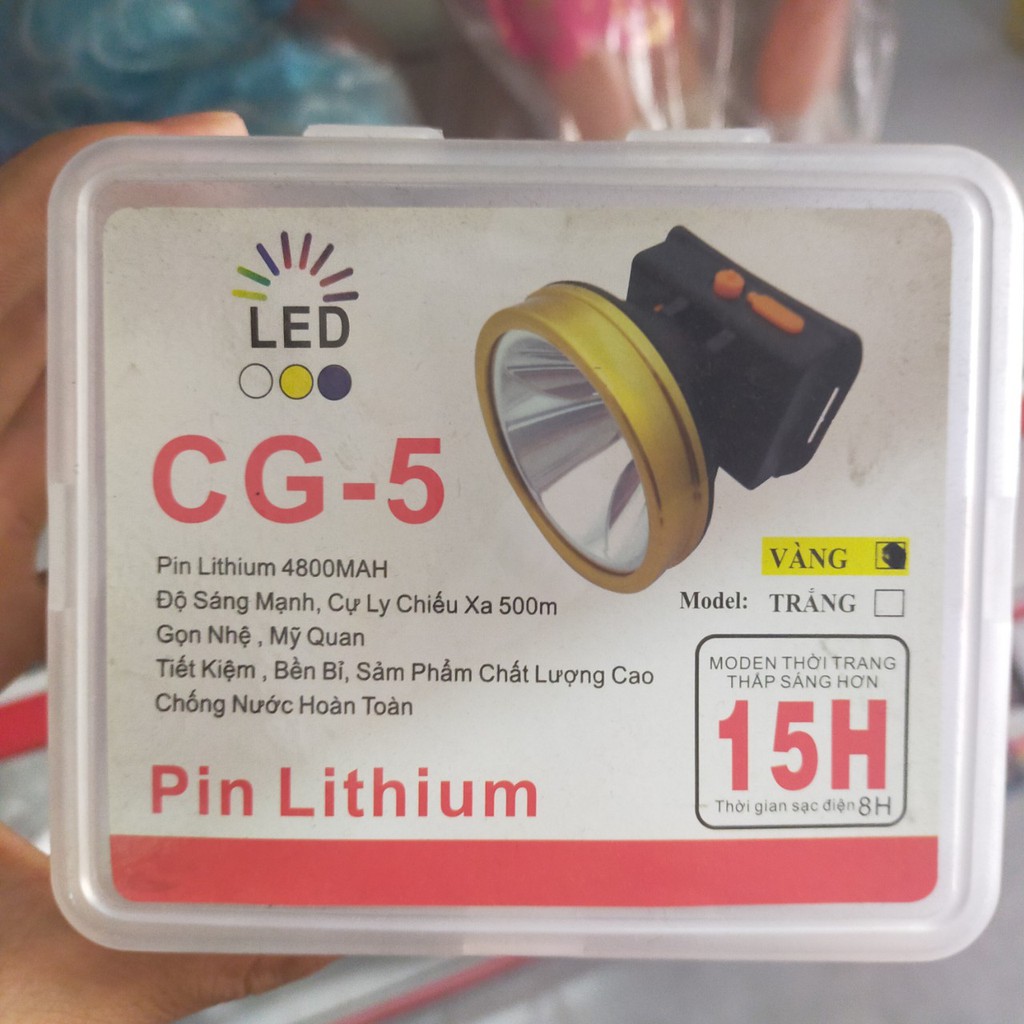 LED
CG-5
Pin Lithium 4800MAH
Độ Sáng Mạnh, Cự Ly Chiếu Xa 500m
Gọn Nhệ , Mỹ Quan
Tiết Kiệm , Bền Bỉ, Sảm Phẩm Chất Lượng Cao
Chống Nước Hoàn Toàn
Pin Lithium
VÀNG
Model: TRẮNG
MODEN THỜI TRANG
THẮP SÁNG HƠN
15H
Thời gian sạc điện 8H